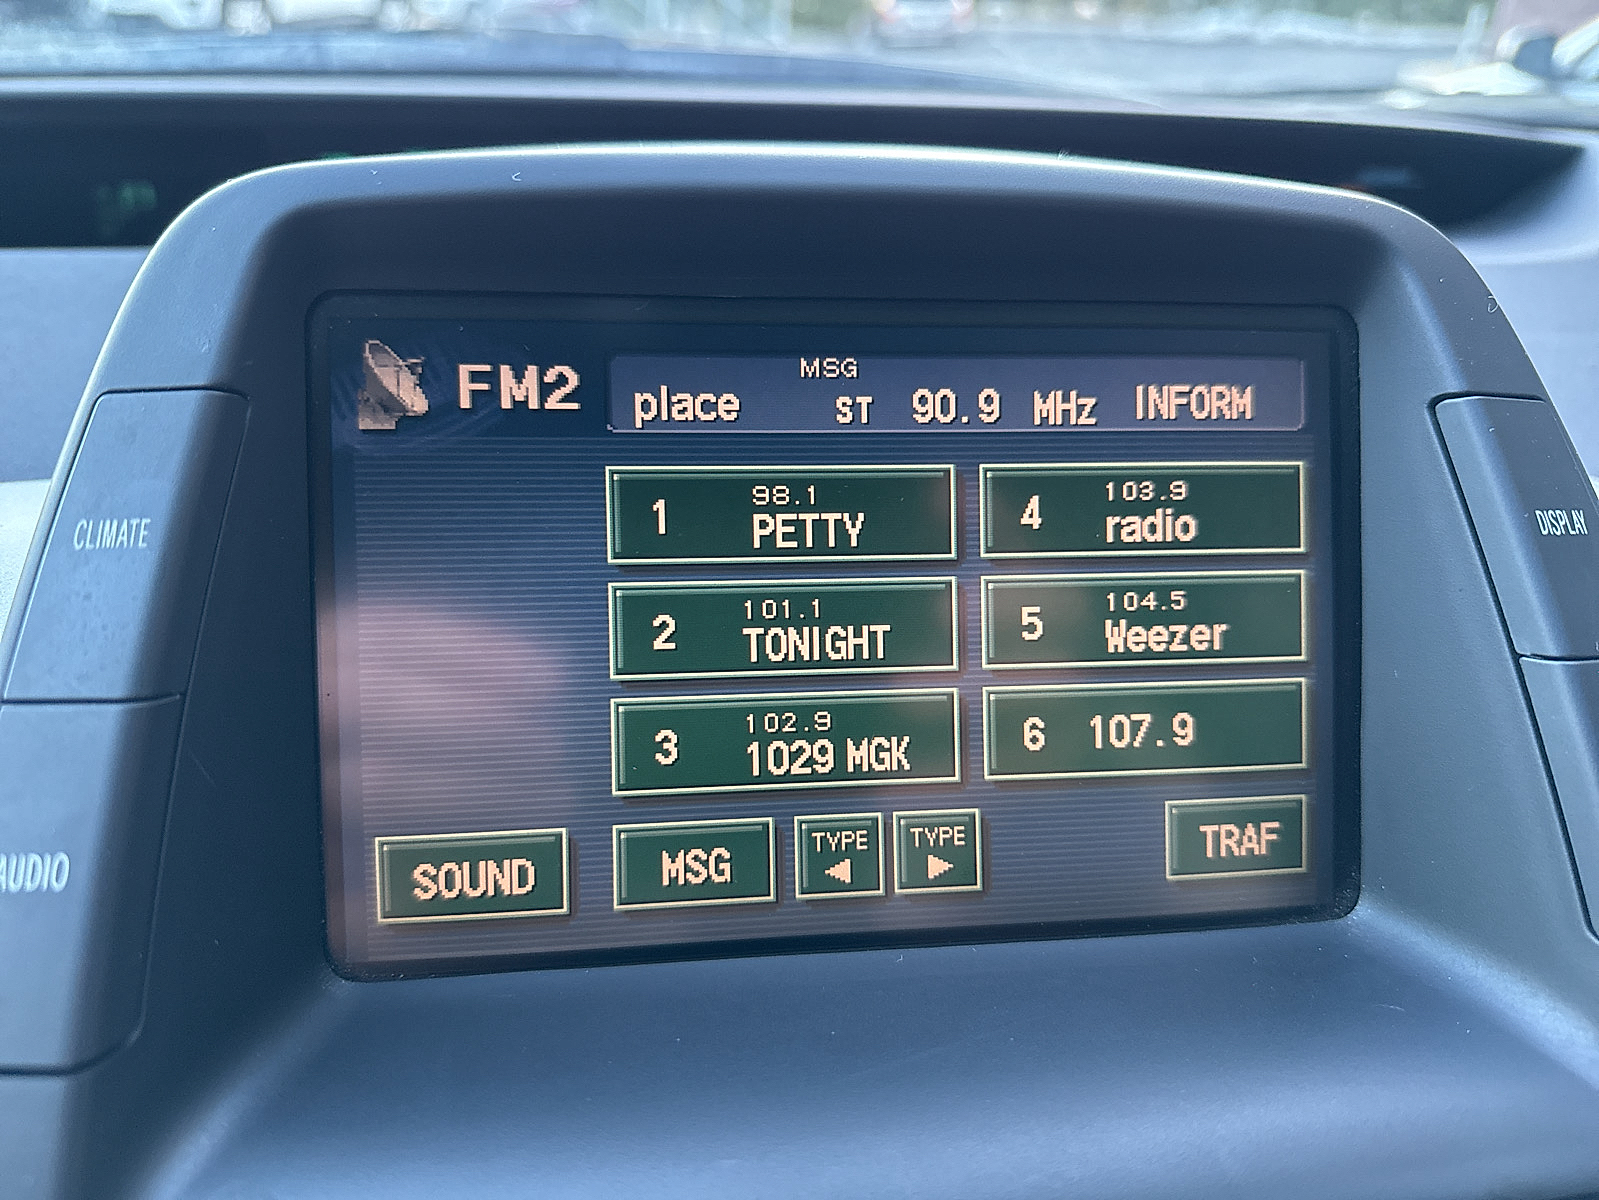 FM2
MSG
place ST 90.9 MHz INFORM
1 98.1 PETTY
4 103.9 radio
2 101.1 TONIGHT
5 104.5 Weezer
3 102.9 1029 MGK
6 107.9
SOUND
MSG
TYPE
TYPE
TRAF
CLIMATE
AUDIO
DISPLAY